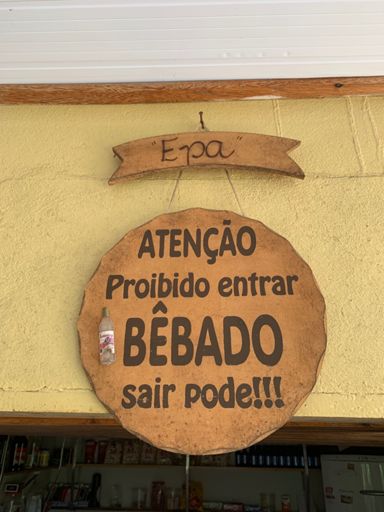 "Epa"
ATENÇÃO
Proibido entrar
BÊBADO
sair pode!!!